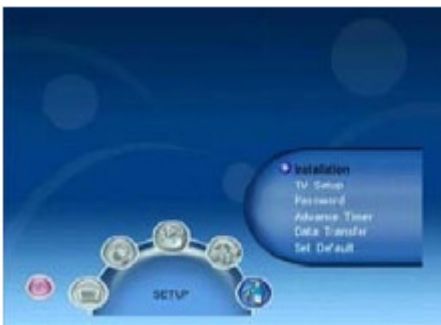 Installation
TV Setup
Password
Advance Timer
Data Transfer
Set Default
SETUP